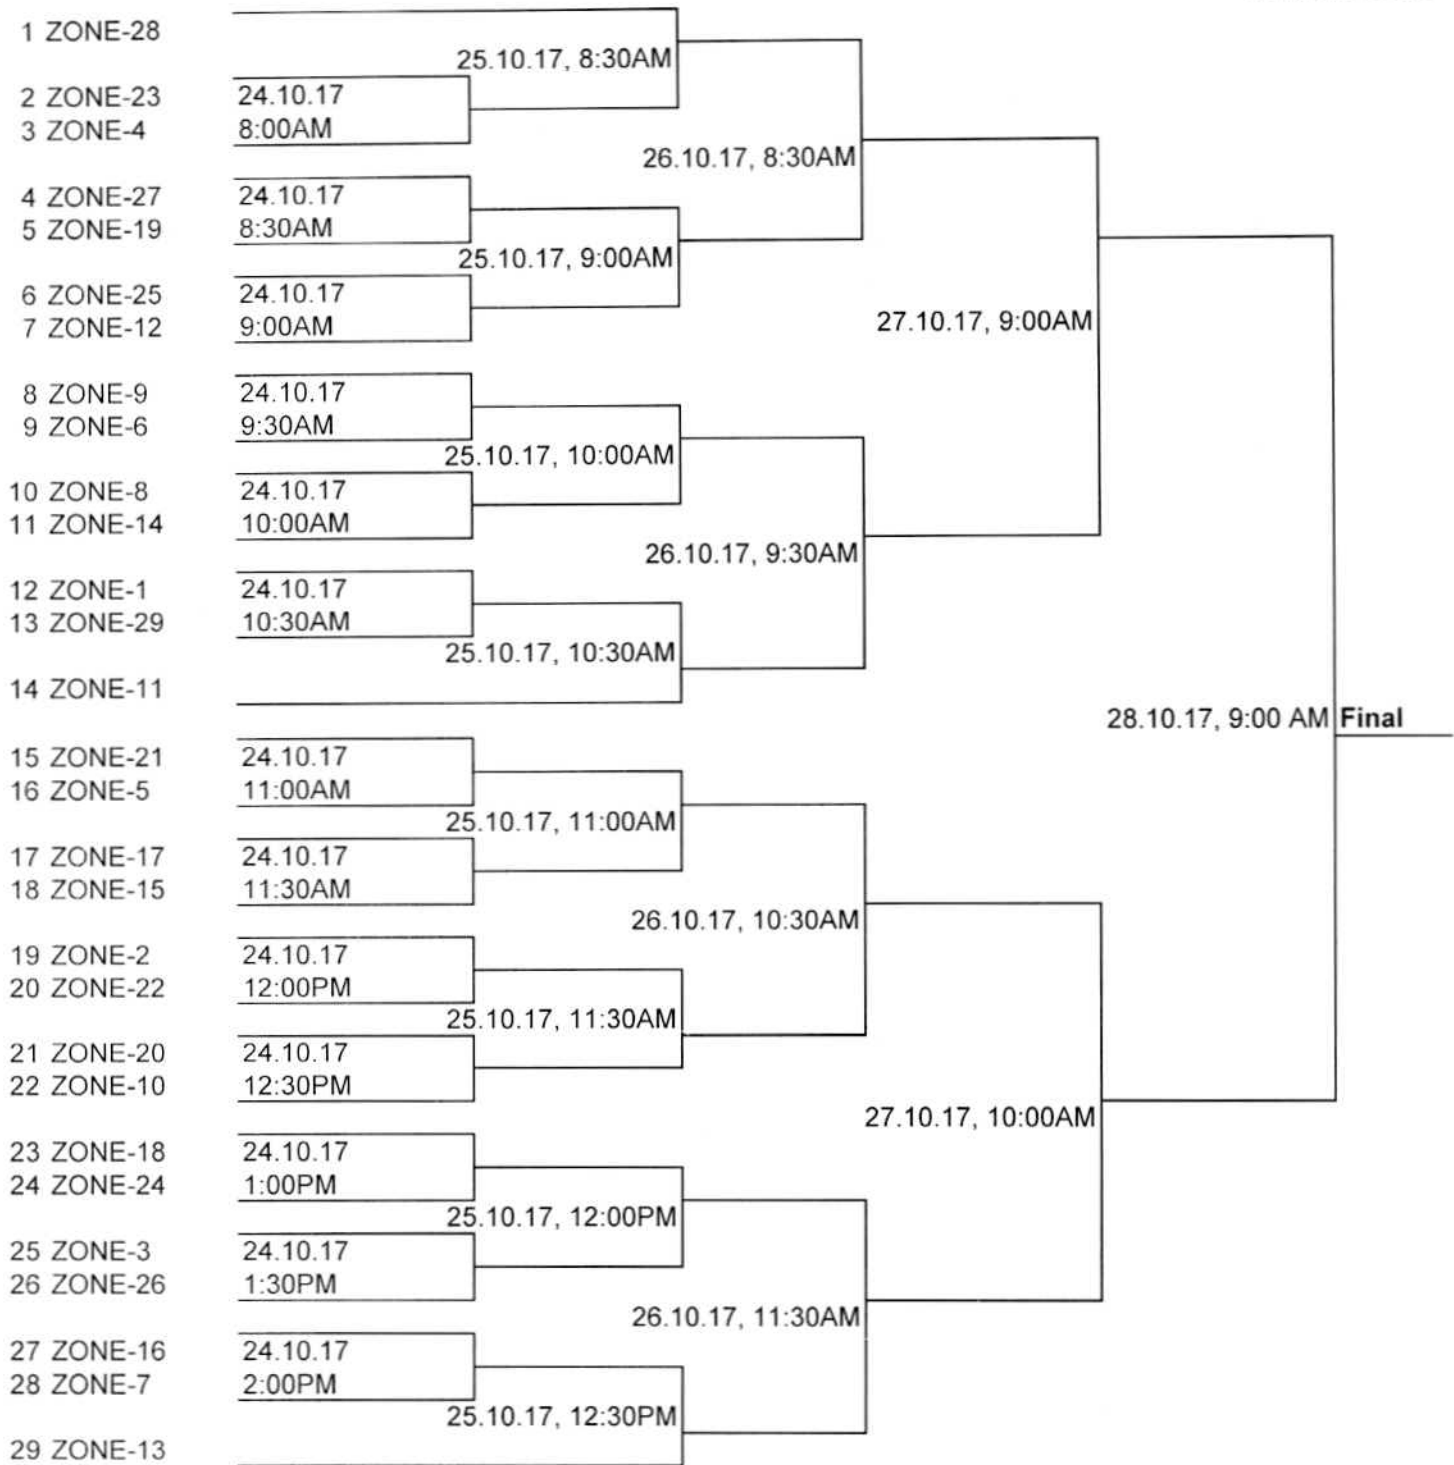 1 ZONE-28
25.10.17, 8:30AM
2 ZONE-23 24.10.17
3 ZONE-4 8:00AM
26.10.17, 8:30AM
4 ZONE-27 24.10.17
5 ZONE-19 8:30AM
25.10.17, 9:00AM
6 ZONE-25 24.10.17
7 ZONE-12 9:00AM
27.10.17, 9:00AM
8 ZONE-9 24.10.17
9 ZONE-6 9:30AM
25.10.17, 10:00AM
10 ZONE-8 24.10.17
11 ZONE-14 10:00AM
26.10.17, 9:30AM
12 ZONE-1 24.10.17
13 ZONE-29 10:30AM
25.10.17, 10:30AM
14 ZONE-11
28.10.17, 9:00 AM Final
15 ZONE-21 24.10.17
16 ZONE-5 11:00AM
25.10.17, 11:00AM
17 ZONE-17 24.10.17
18 ZONE-15 11:30AM
26.10.17, 10:30AM
19 ZONE-2 24.10.17
20 ZONE-22 12:00PM
25.10.17, 11:30AM
21 ZONE-20 24.10.17
22 ZONE-10 12:30PM
27.10.17, 10:00AM
23 ZONE-18 24.10.17
24 ZONE-24 1:00PM
25.10.17, 12:00PM
25 ZONE-3 24.10.17
26 ZONE-26 1:30PM
26.10.17, 11:30AM
27 ZONE-16 24.10.17
28 ZONE-7 2:00PM
25.10.17, 12:30PM
29 ZONE-13